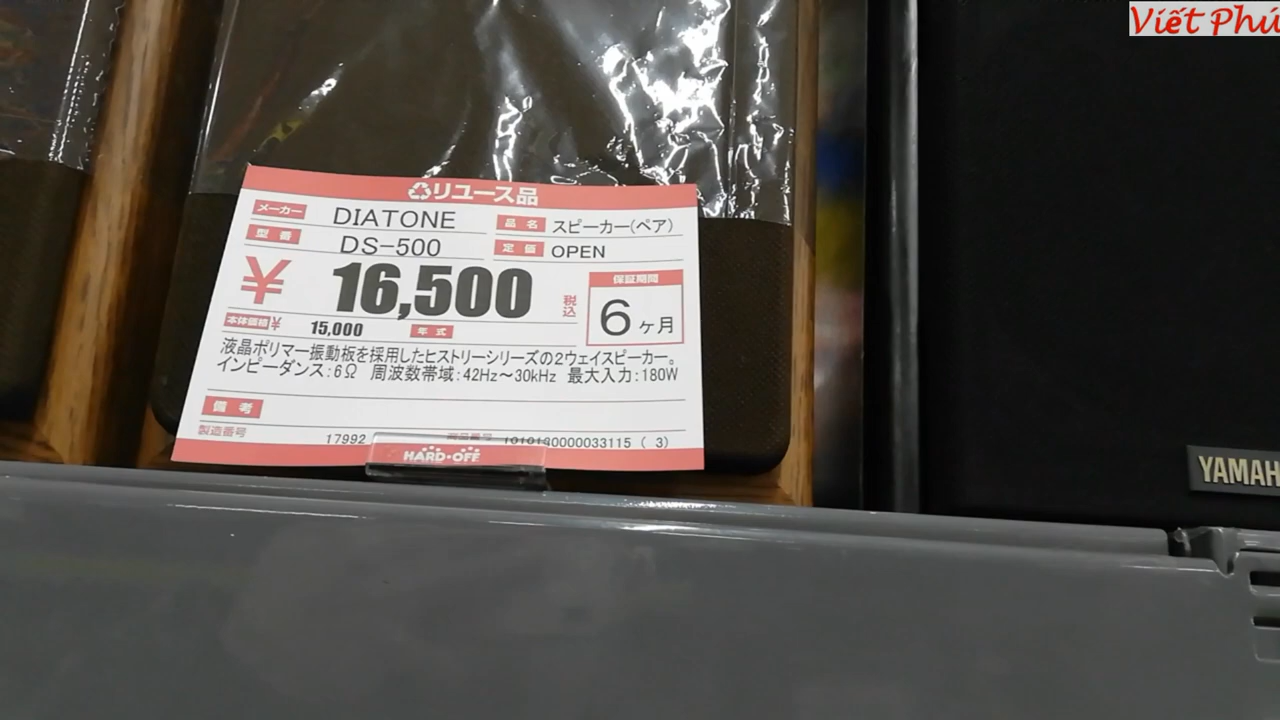 Viết Phú
リユース品
メーカー DIATONE 品名 スピーカー(ペア)
型番 DS-500 定価 OPEN
¥16,500 税込
保証期間
6ヶ月
本体価格¥ 15,000 年式
液晶ポリマー振動板を採用したヒストリーシリーズの2ウェイスピーカー。
インピーダンス:6Ω 周波数帯域:42Hz〜30kHz 最大入力:180W
備考
製造番号 17992 商品番号 1010190000033115 ( 3)
HARD・OFF
YAMAH